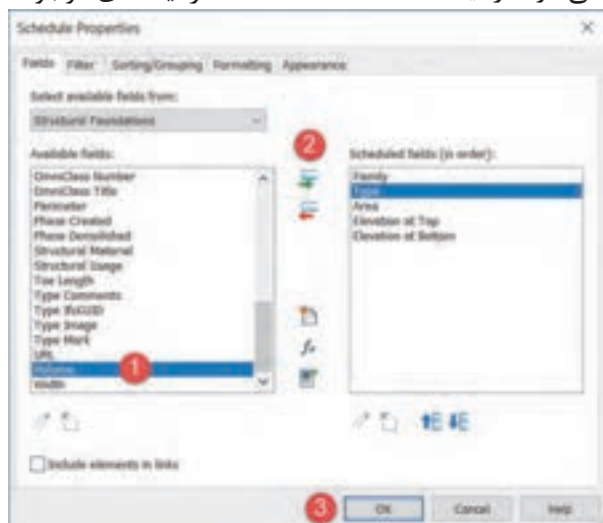 Schedule Properties
Fields Filter Sorting/Grouping Formatting Appearance
Select available fields from:
Structural Foundations
Available fields:
OmniClass Number
OmniClass Title
Perimeter
Phase Created
Phase Demolished
Structural Material
Structural Usage
Toe Length
Type Comments
Type IfcGUID
Type Image
Type Mark
URL
Volume
Width
1
2
Scheduled fields (in order):
Family
Type
Area
Elevation at Top
Elevation at Bottom
Include elements in links
3
OK Cancel Help